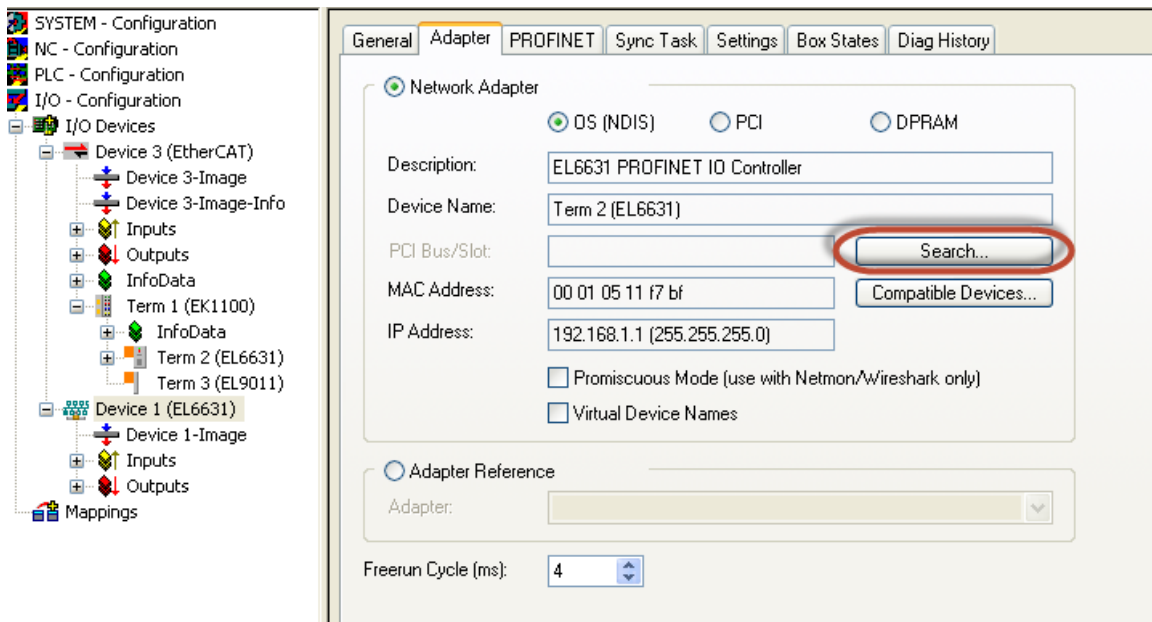 SYSTEM - Configuration
NC - Configuration
PLC - Configuration
I/O - Configuration
I/O Devices
Device 3 (EtherCAT)
Device 3-Image
Device 3-Image-Info
Inputs
Outputs
InfoData
Term 1 (EK1100)
InfoData
Term 2 (EL6631)
Term 3 (EL9011)
Device 1 (EL6631)
Device 1-Image
Inputs
Outputs
Mappings
General Adapter PROFINET Sync Task Settings Box States Diag History
Network Adapter
OS (NDIS) PCI DPRAM
Description: EL6631 PROFINET IO Controller
Device Name: Term 2 (EL6631)
PCI Bus/Slot: Search...
MAC Address: 00 01 05 11 f7 bf Compatible Devices...
IP Address: 192.168.1.1 (255.255.255.0)
Promiscuous Mode (use with Netmon/Wireshark only)
Virtual Device Names
Adapter Reference
Adapter:
Freerun Cycle (ms): 4